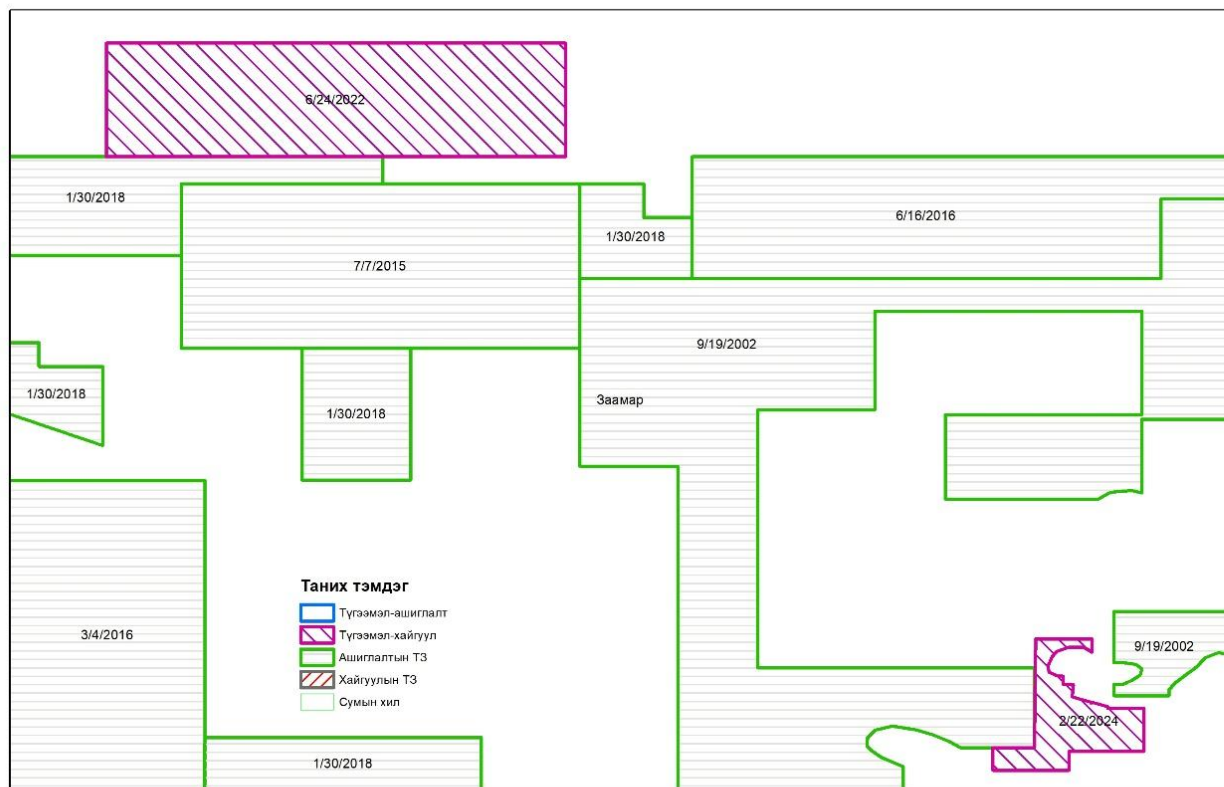 6/24/2022
1/30/2018
6/16/2016
1/30/2018
7/7/2015
9/19/2002
1/30/2018
Заамар
1/30/2018
Таних тэмдэг
Түгээмэл-ашиглалт
Түгээмэл-хайгуул
Ашиглалтын ТЗ
Хайгуулын ТЗ
Сумын хил
3/4/2016
9/19/2002
2/22/2024
1/30/2018